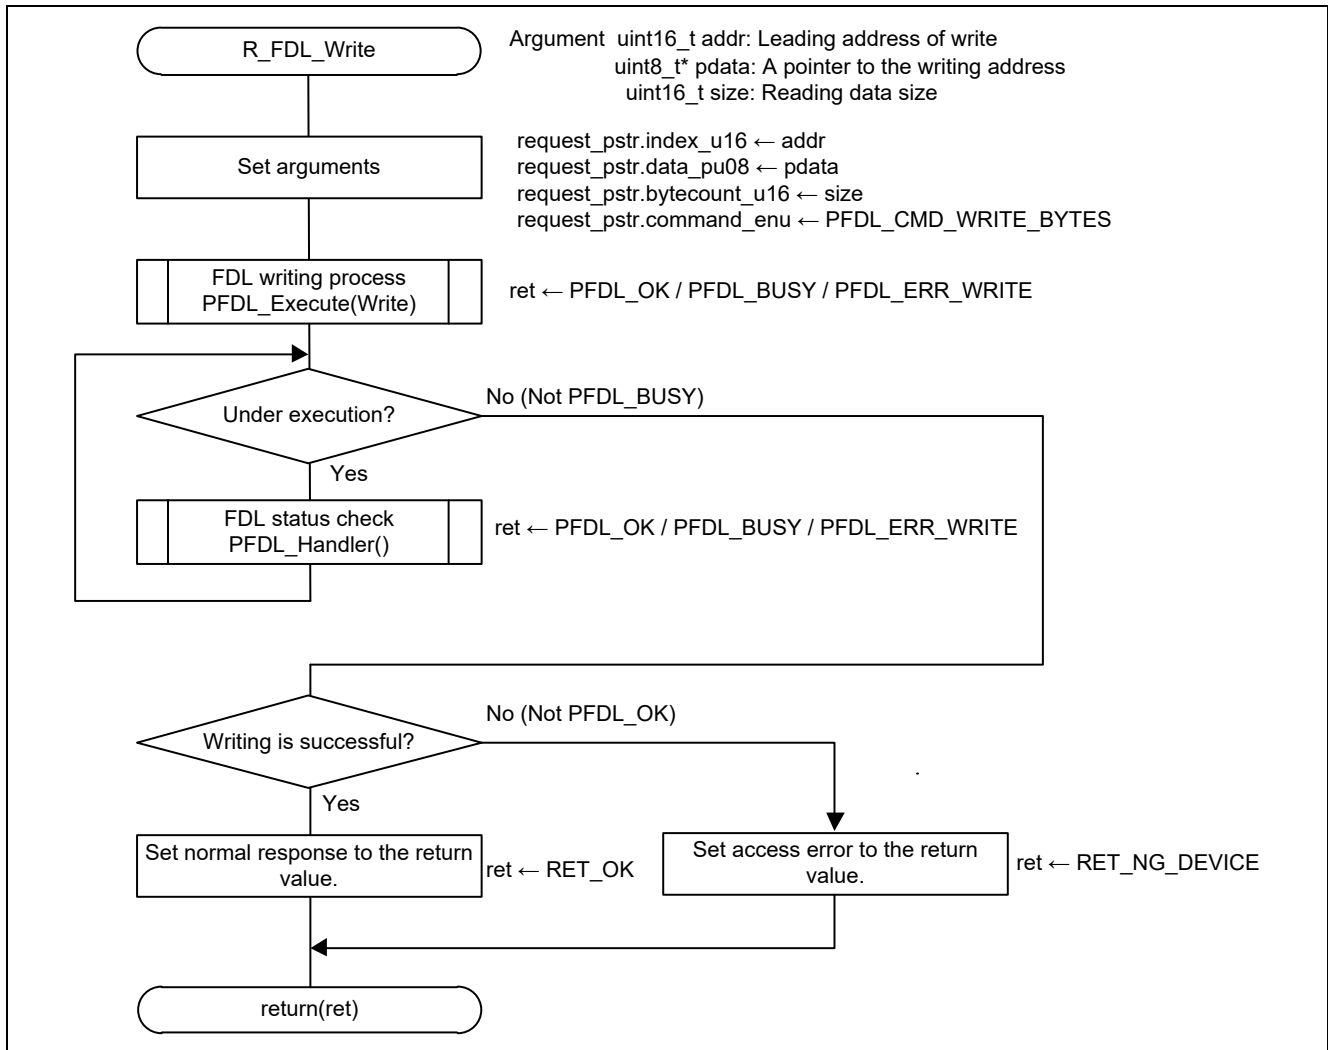 R_FDL_Write
Argument uint16_t addr: Leading address of write
uint8_t* pdata: A pointer to the writing address
uint16_t size: Reading data size
Set arguments
request_pstr.index_u16 ← addr
request_pstr.data_pu08 ← pdata
request_pstr.bytecount_u16 ← size
request_pstr.command_enu ← PFDL_CMD_WRITE_BYTES
FDL writing process
PFDL_Execute(Write)
ret ← PFDL_OK / PFDL_BUSY / PFDL_ERR_WRITE
Under execution?
No (Not PFDL_BUSY)
Yes
FDL status check
PFDL_Handler()
ret ← PFDL_OK / PFDL_BUSY / PFDL_ERR_WRITE
Writing is successful?
No (Not PFDL_OK)
Yes
Set normal response to the return
value.
ret ← RET_OK
Set access error to the return
value.
ret ← RET_NG_DEVICE
return(ret)